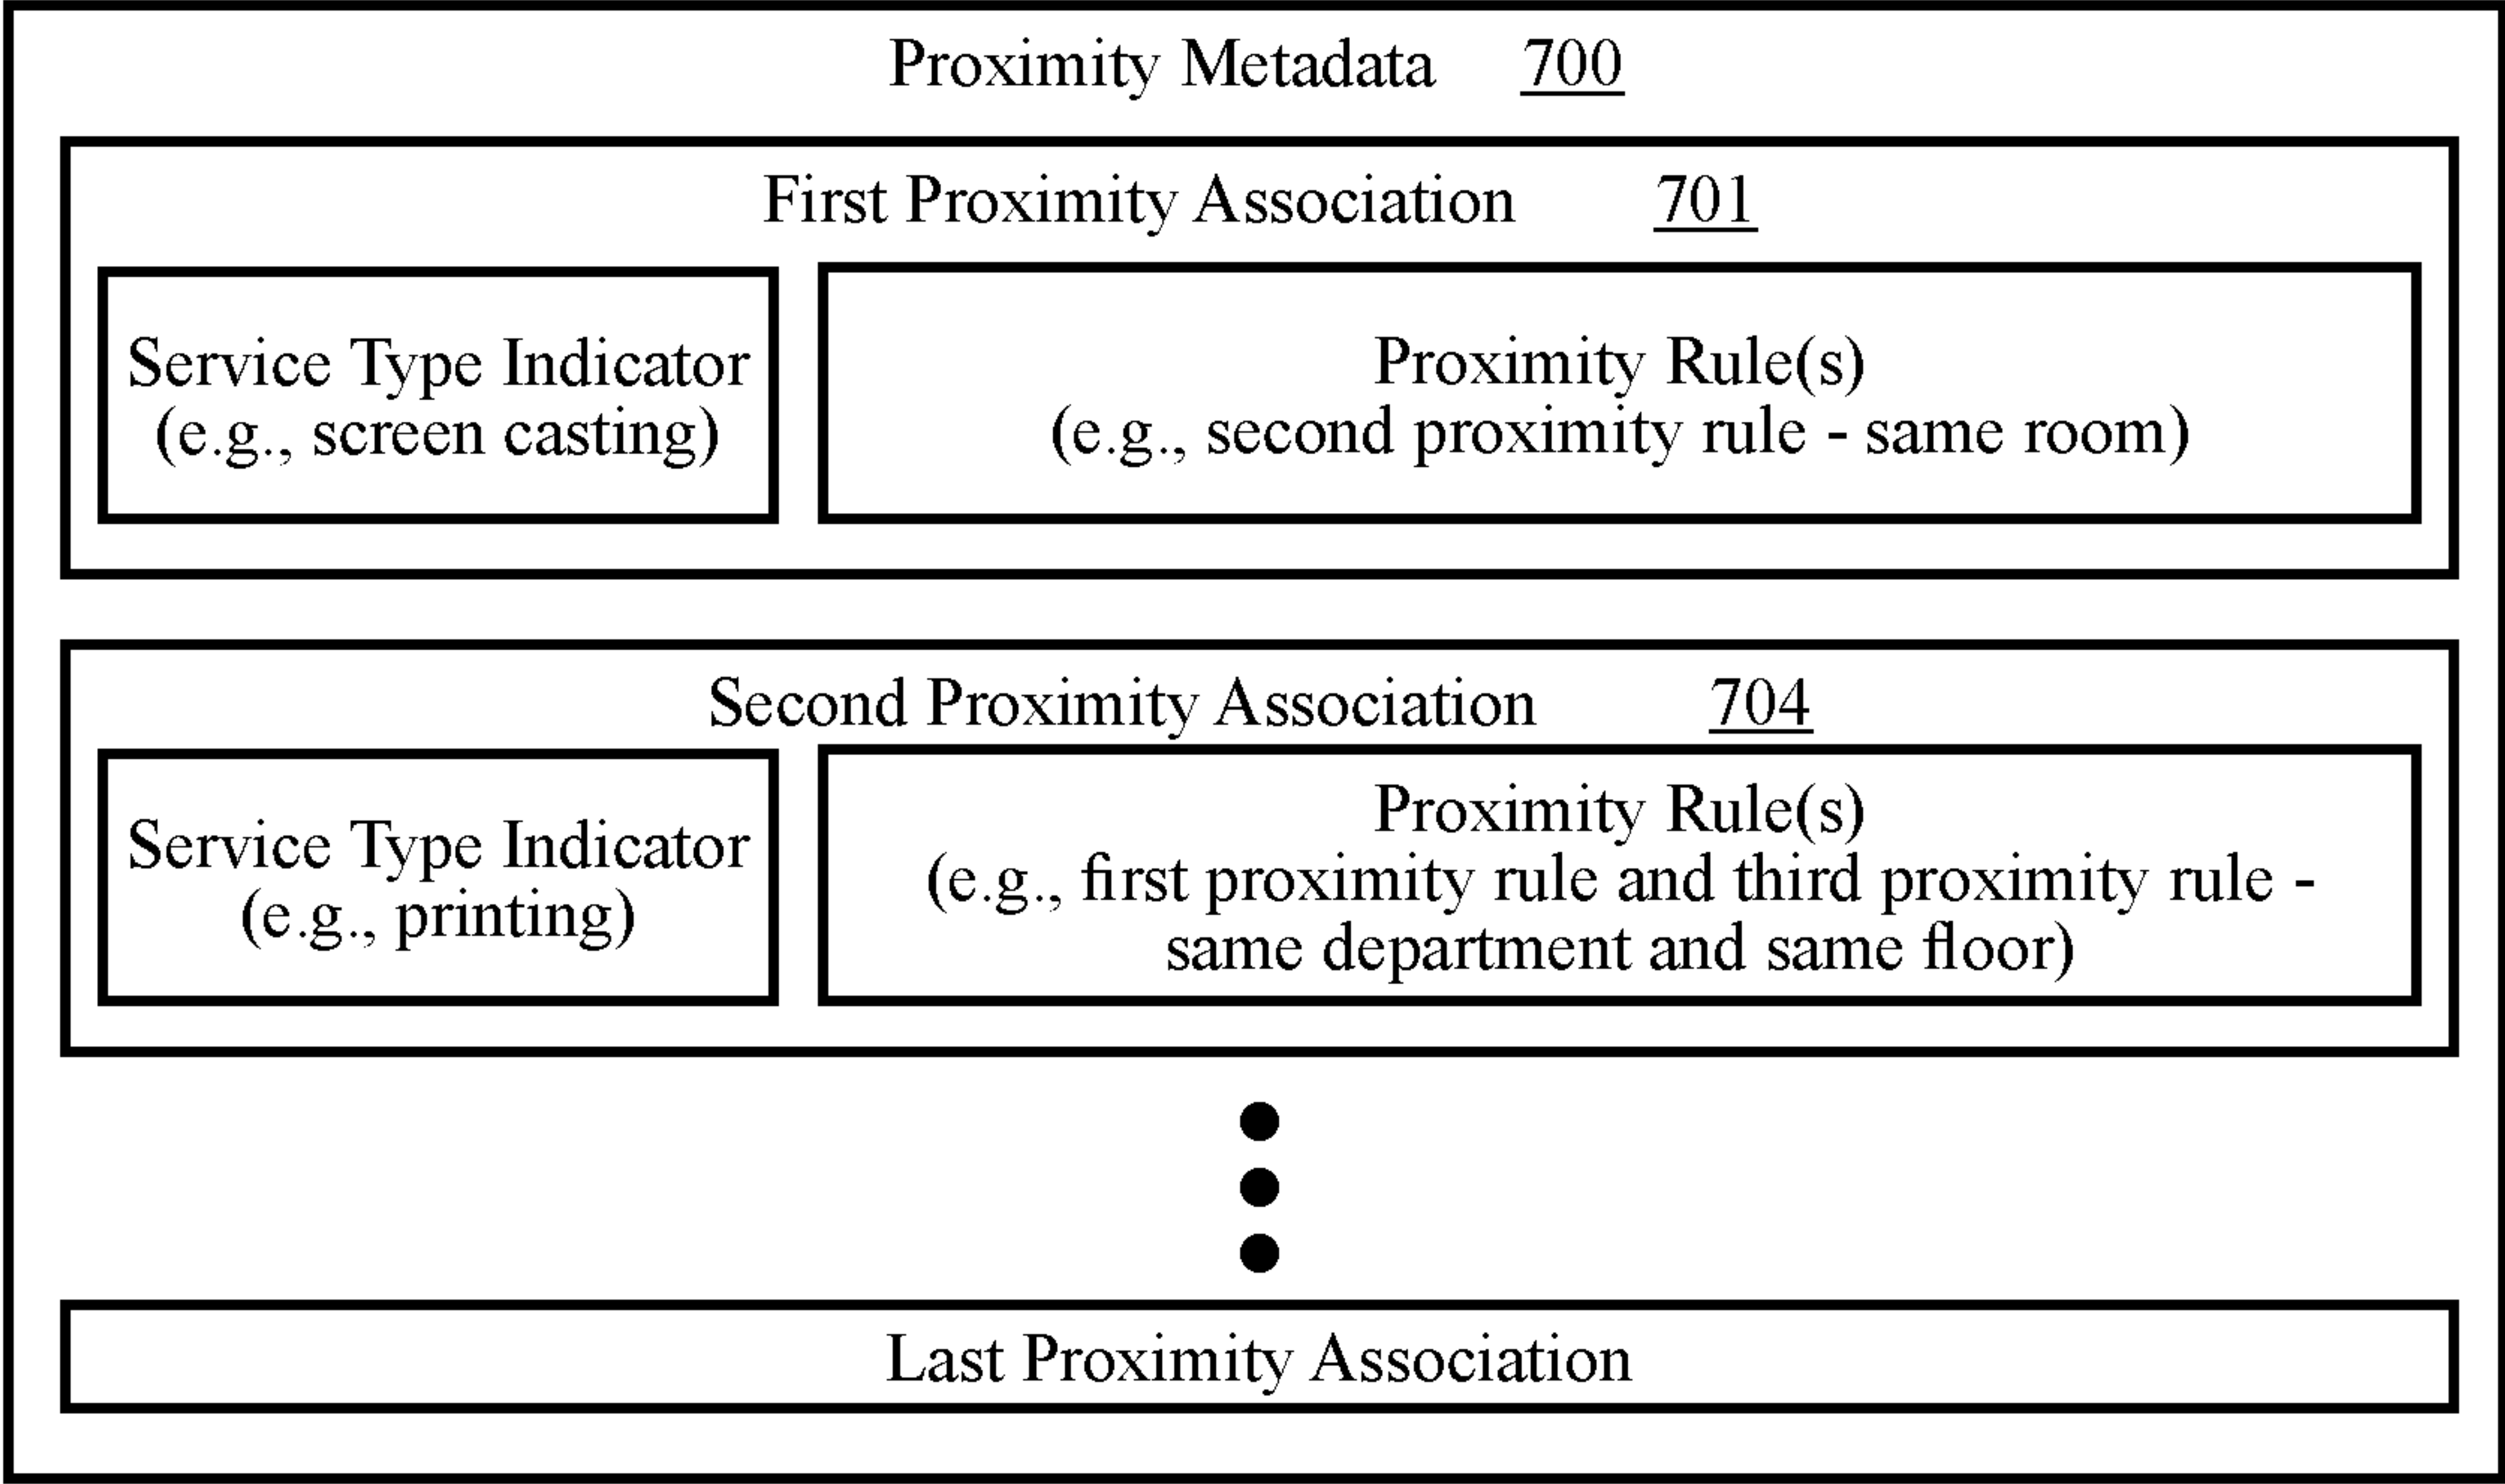 Proximity Metadata 700
First Proximity Association 701
Service Type Indicator
(e.g., screen casting)
Proximity Rule(s)
(e.g., second proximity rule - same room)
Second Proximity Association 704
Service Type Indicator
(e.g., printing)
Proximity Rule(s)
(e.g., first proximity rule and third proximity rule -
same department and same floor)
Last Proximity Association